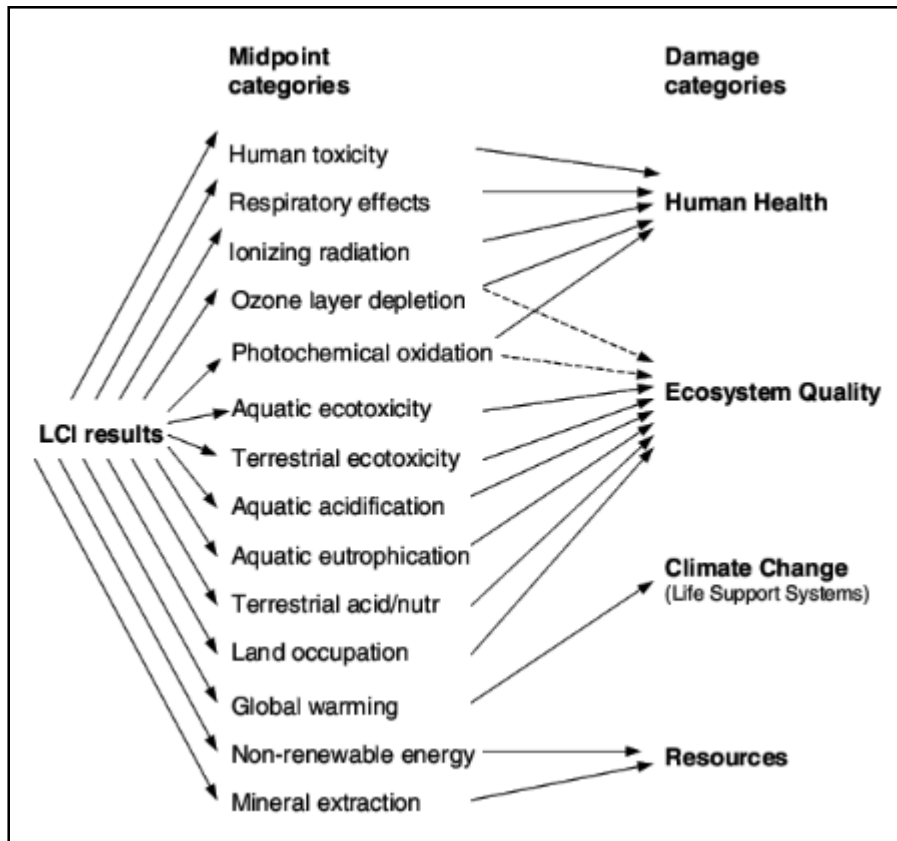 Midpoint
categories
Damage
categories
Human toxicity
Respiratory effects
Human Health
Ionizing radiation
Ozone layer depletion
Photochemical oxidation
Ecosystem Quality
Aquatic ecotoxicity
LCI results
Terrestrial ecotoxicity
Aquatic acidification
Aquatic eutrophication
Climate Change
(Life Support Systems)
Terrestrial acid/nutr
Land occupation
Global warming
Non-renewable energy
Resources
Mineral extraction